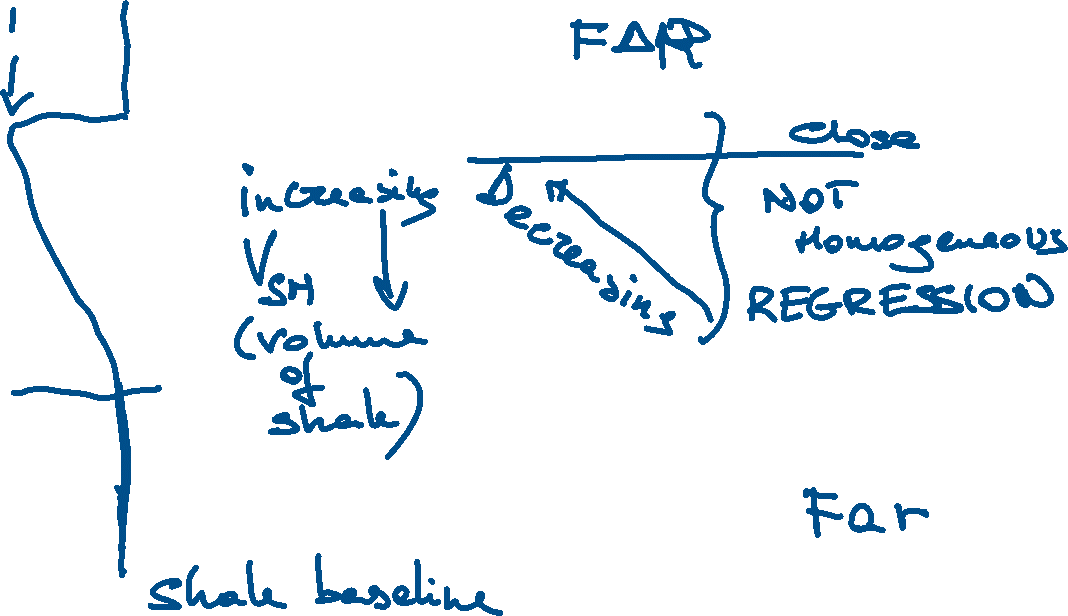 FAR
close
increasing
Decreasing
NOT
Homogeneous
REGRESSION
VSH
(volume
of
shale)
Far
shale baseline